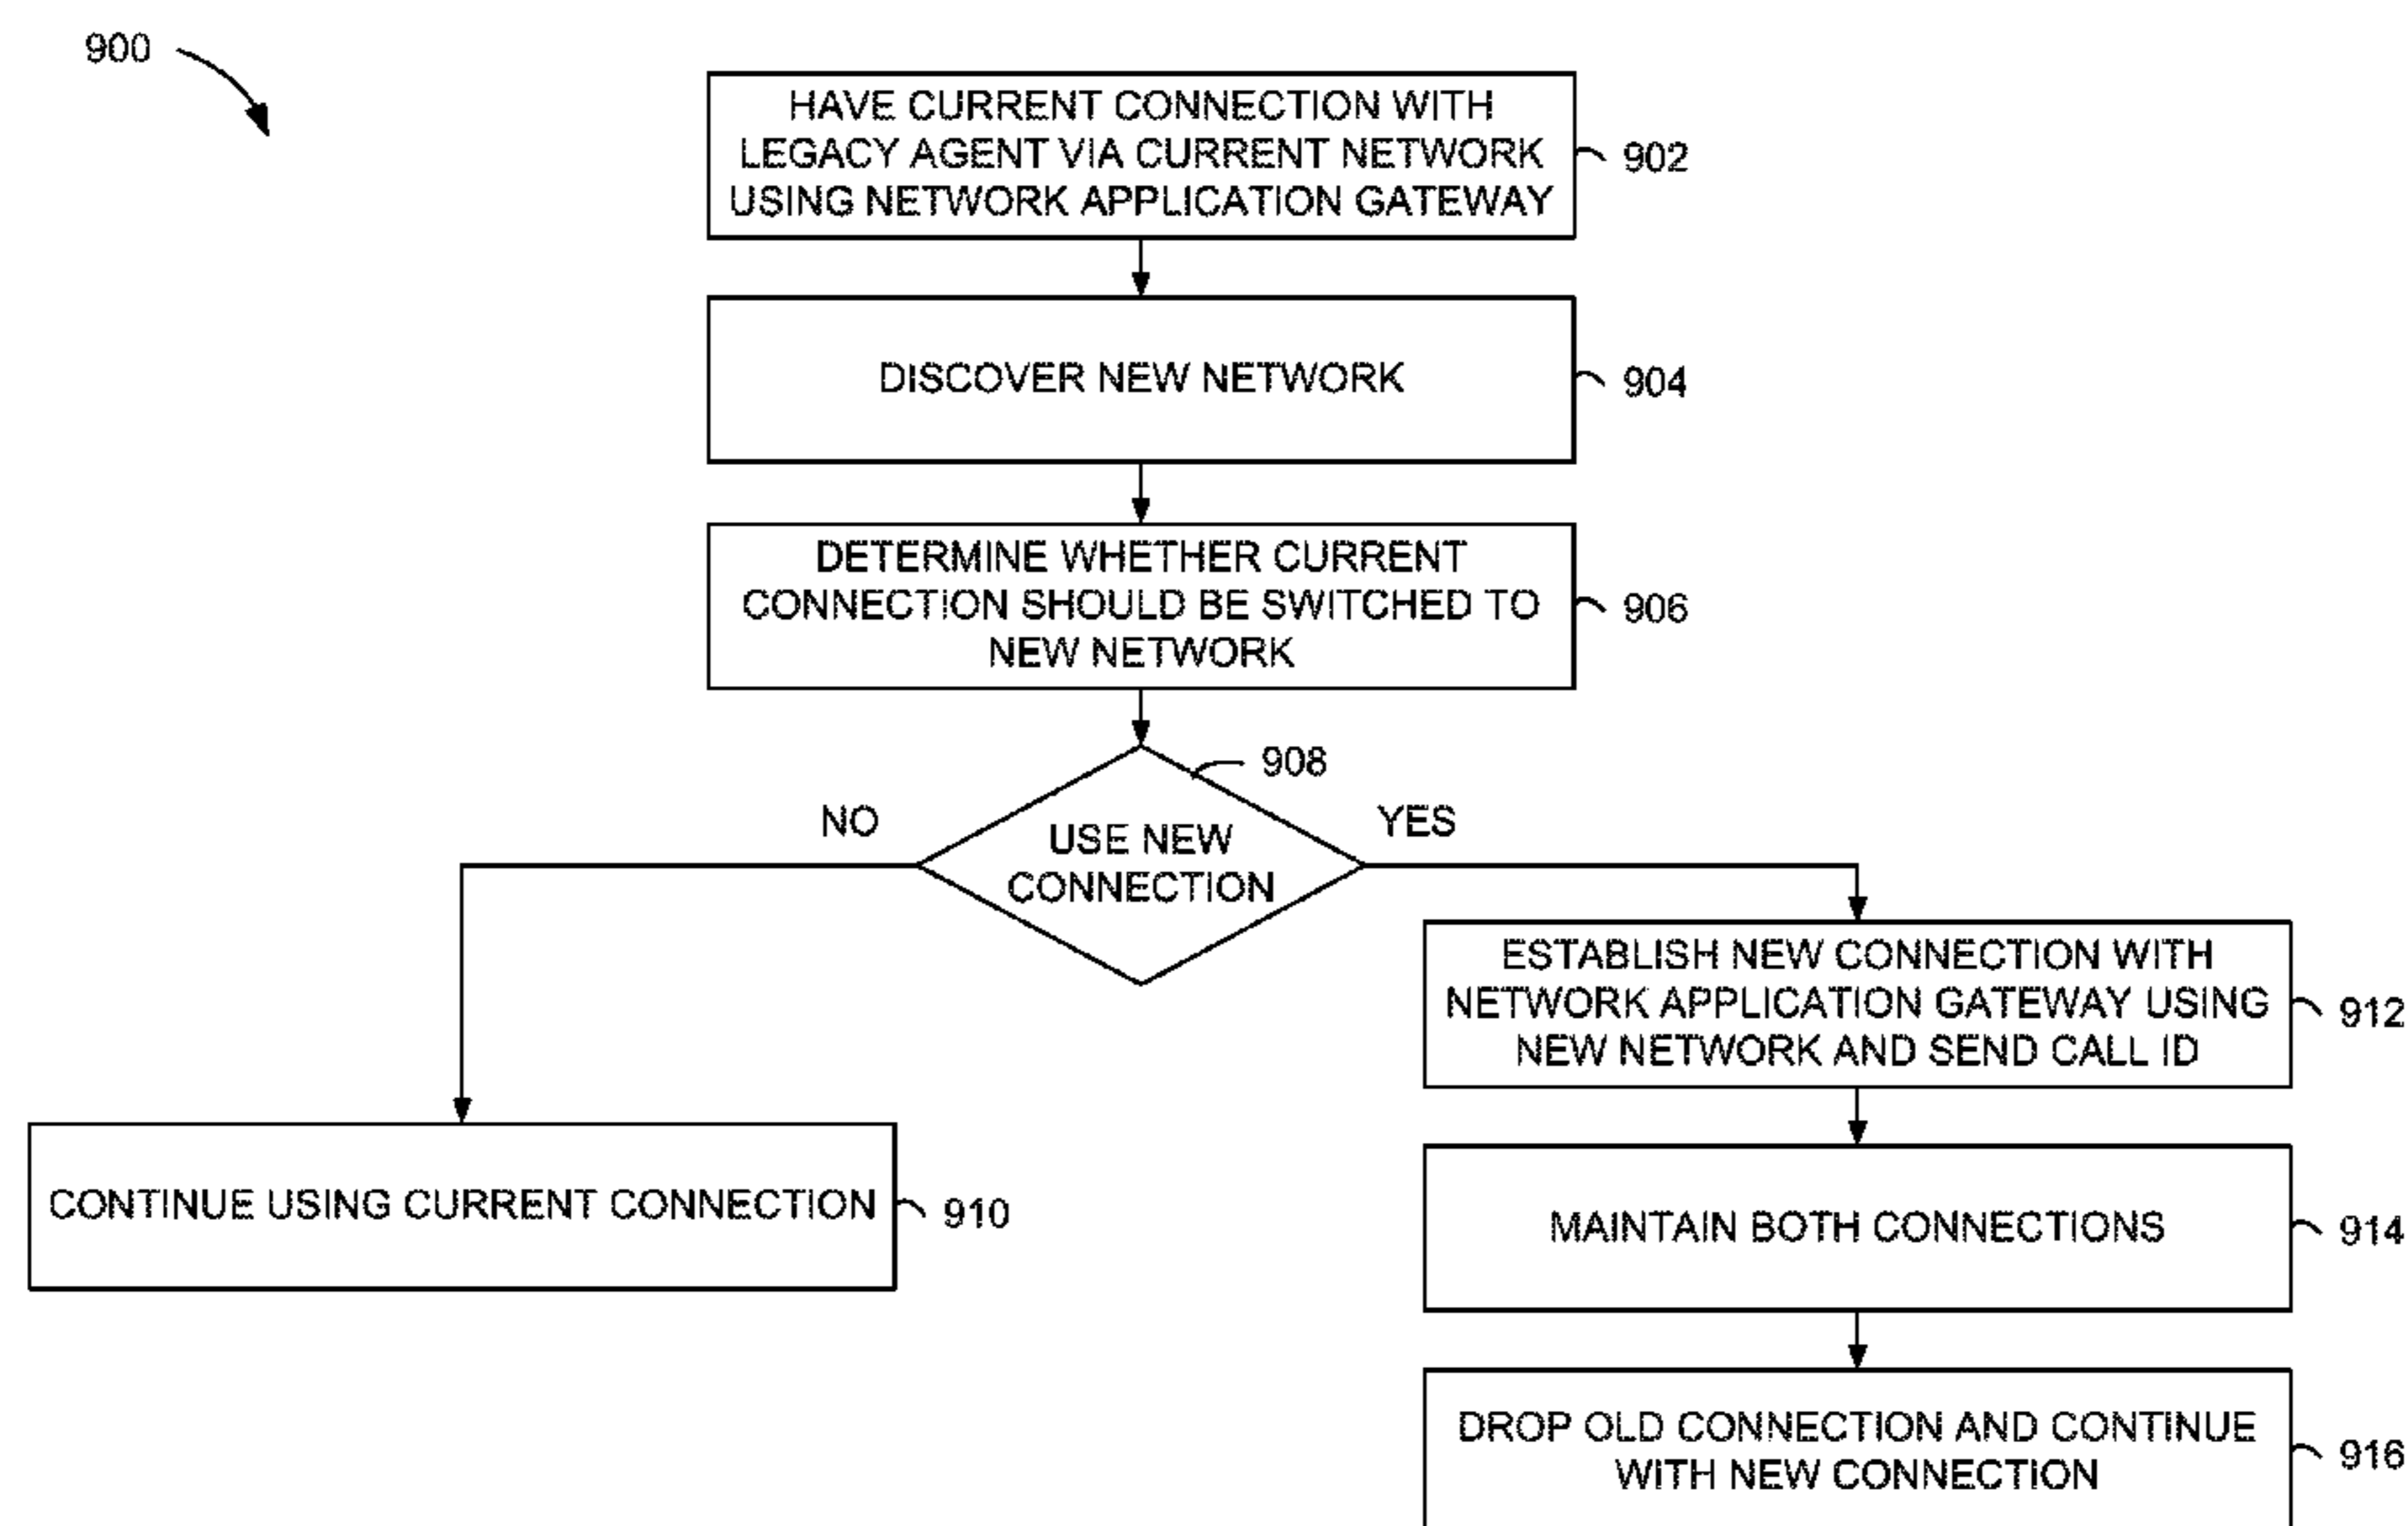 900
HAVE CURRENT CONNECTION WITH
LEGACY AGENT VIA CURRENT NETWORK
USING NETWORK APPLICATION GATEWAY
902
DISCOVER NEW NETWORK
904
DETERMINE WHETHER CURRENT
CONNECTION SHOULD BE SWITCHED TO
NEW NETWORK
906
908
NO
YES
USE NEW
CONNECTION
ESTABLISH NEW CONNECTION WITH
NETWORK APPLICATION GATEWAY USING
NEW NETWORK AND SEND CALL ID
912
CONTINUE USING CURRENT CONNECTION
910
MAINTAIN BOTH CONNECTIONS
914
DROP OLD CONNECTION AND CONTINUE
WITH NEW CONNECTION
916